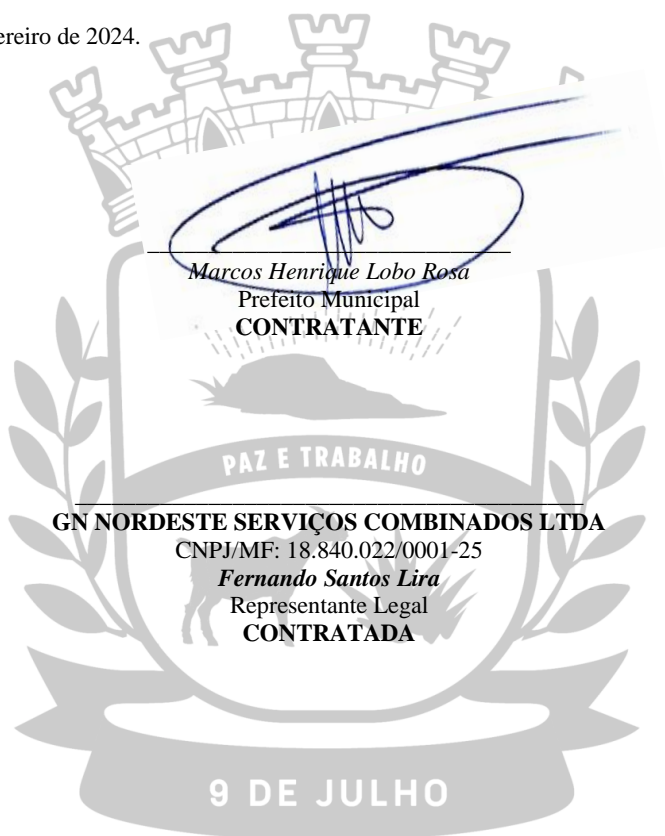 ereiro de 2024.
Marcos Henrique Lobo Rosa
Prefeito Municipal
CONTRATANTE
PAZ E TRABALHO
GN NORDESTE SERVIÇOS COMBINADOS LTDA
CNPJ/MF: 18.840.022/0001-25
Fernando Santos Lira
Representante Legal
CONTRATADA
9 DE JULHO